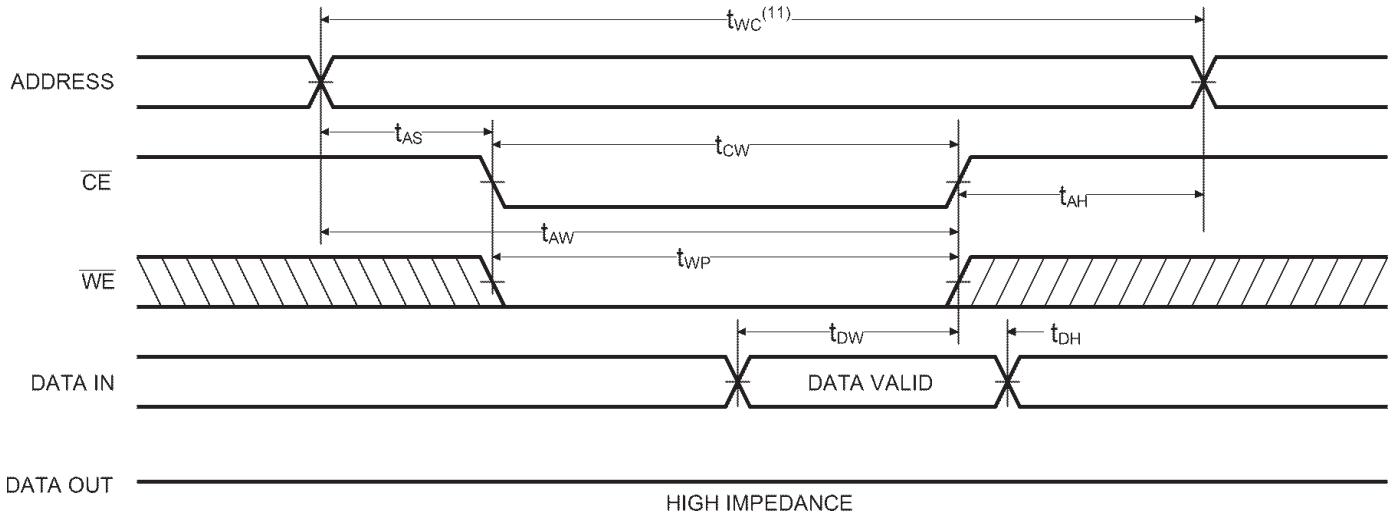 tWC(11)
ADDRESS
tAS
tCW
CE
tAH
tAW
tWP
WE
tDW
tDH
DATA IN
DATA VALID
DATA OUT
HIGH IMPEDANCE